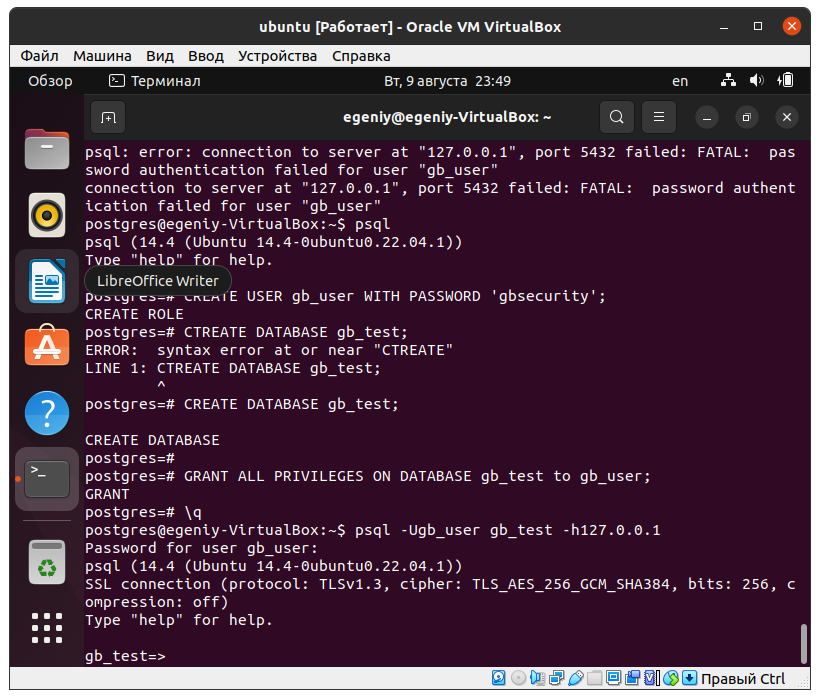 ubuntu [Работает] - Oracle VM VirtualBox
Файл Машина Вид Ввод Устройства Справка
Обзор Терминал Вт, 9 августа 23:49 en
egeniy@egeniy-VirtualBox: ~
psql: error: connection to server at "127.0.0.1", port 5432 failed: FATAL:  pas
sword authentication failed for user "gb_user"
connection to server at "127.0.0.1", port 5432 failed: FATAL:  password authent
ication failed for user "gb_user"
postgres@egeniy-VirtualBox:~$ psql
psql (14.4 (Ubuntu 14.4-0ubuntu0.22.04.1))
Type "help" for help.
LibreOffice Writer
postgres=# CREATE USER gb_user WITH PASSWORD 'gbsecurity';
CREATE ROLE
postgres=# CTREATE DATABASE gb_test;
ERROR:  syntax error at or near "CTREATE"
LINE 1: CTREATE DATABASE gb_test;
^
postgres=# CREATE DATABASE gb_test;
CREATE DATABASE
postgres=#
postgres=# GRANT ALL PRIVILEGES ON DATABASE gb_test to gb_user;
GRANT
postgres=# \q
postgres@egeniy-VirtualBox:~$ psql -Ugb_user gb_test -h127.0.0.1
Password for user gb_user:
psql (14.4 (Ubuntu 14.4-0ubuntu0.22.04.1))
SSL connection (protocol: TLSv1.3, cipher: TLS_AES_256_GCM_SHA384, bits: 256, c
ompression: off)
Type "help" for help.
gb_test=>
Правый Ctrl